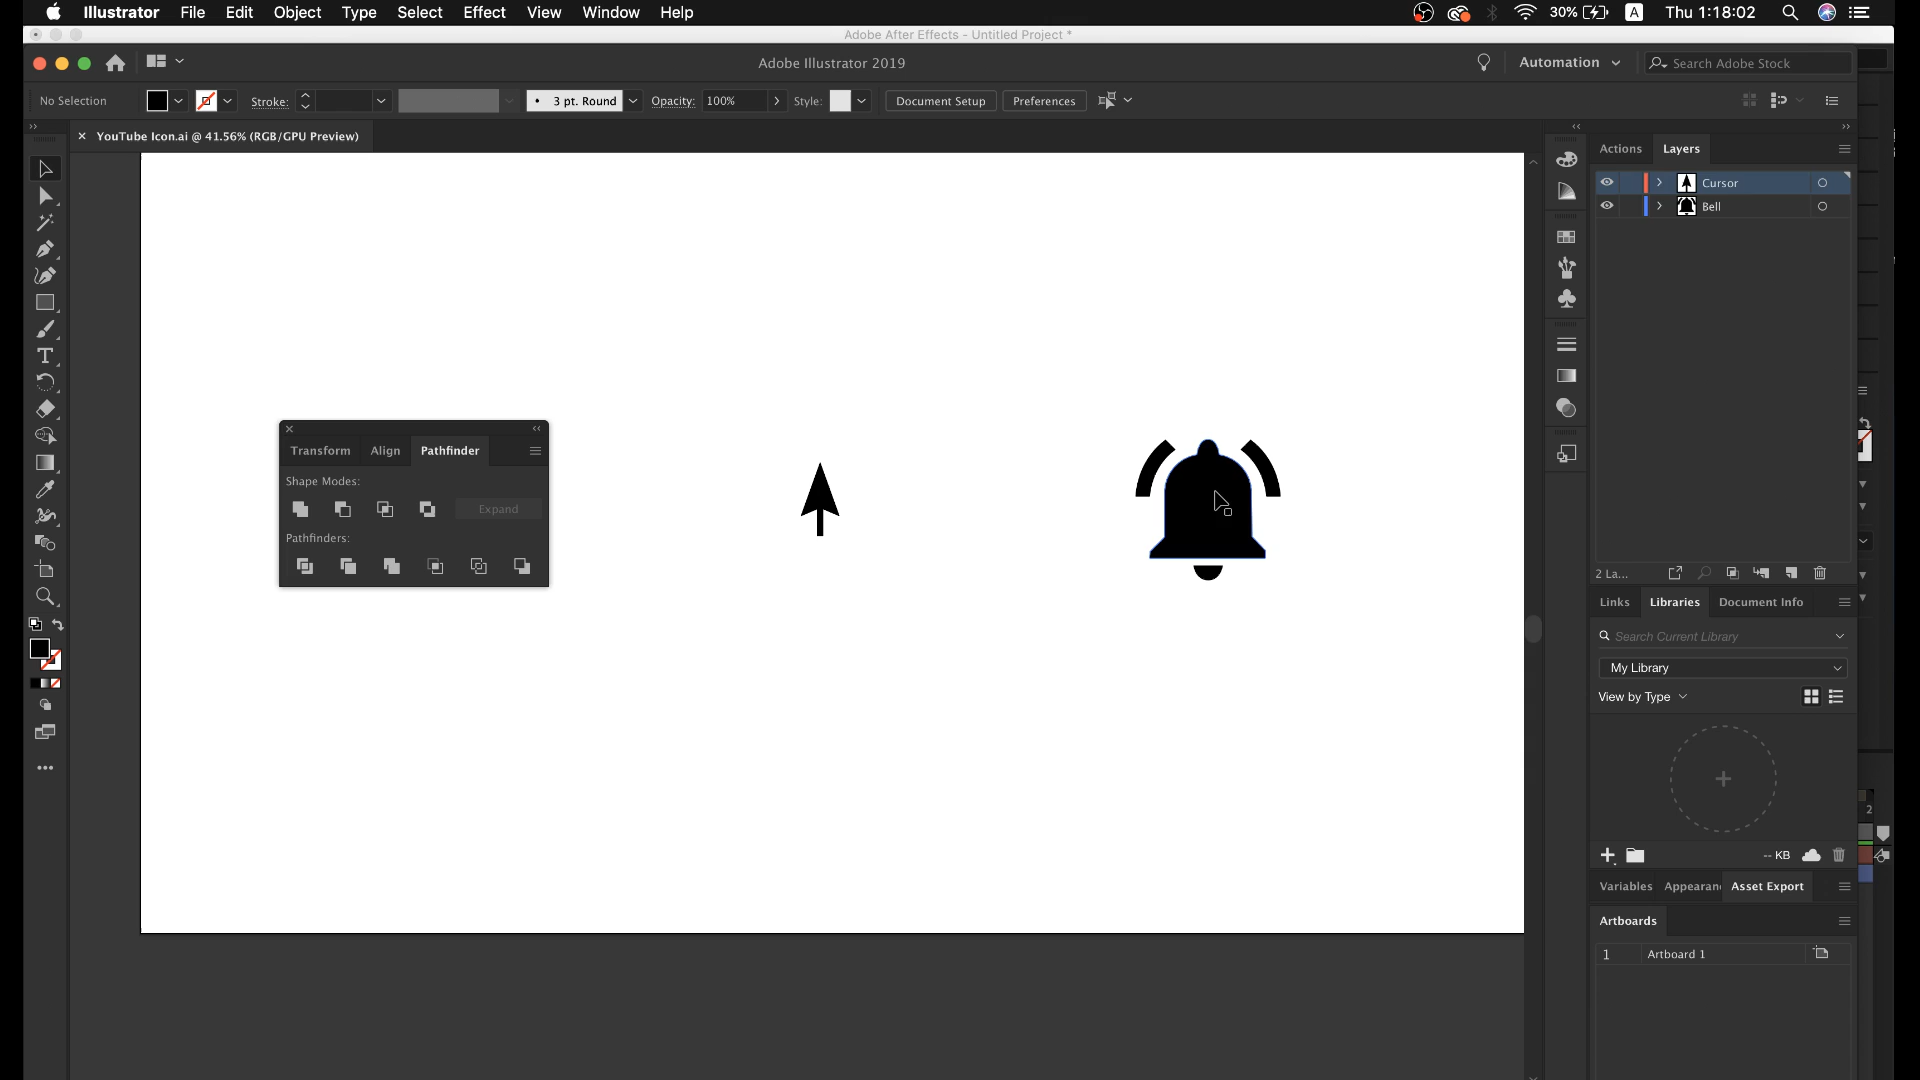 Illustrator File Edit Object Type Select Effect View Window Help 30% A Thu 1:18:02
Adobe After Effects - Untitled Project *
Adobe Illustrator 2019 Automation Search Adobe Stock
No Selection Stroke: 3 pt. Round Opacity: 100% Style: Document Setup Preferences
YouTube Icon.ai @ 41.56% (RGB/GPU Preview)
Actions Layers
Cursor
Bell
Transform Align Pathfinder
Shape Modes:
Expand
Pathfinders:
2 La...
Links Libraries Document Info
Search Current Library
My Library
View by Type
2
-- KB
Variables Appearan Asset Export
Artboards
1 Artboard 1